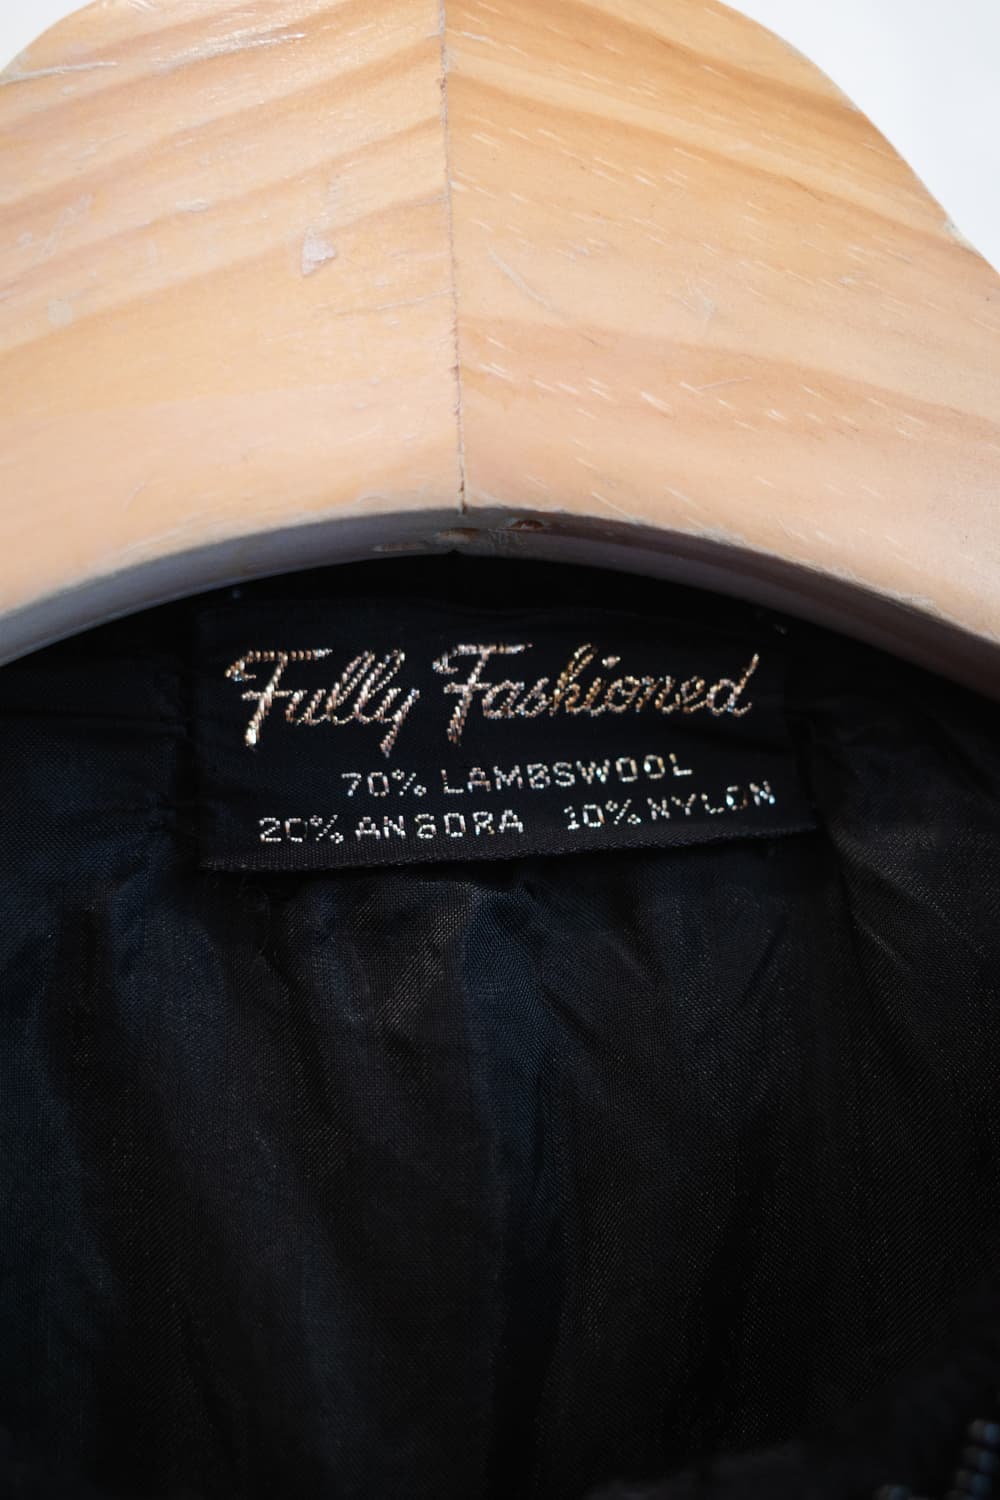 Fully Fashioned
70% LAMBSWOOL
20% ANGORA 10% NYLON